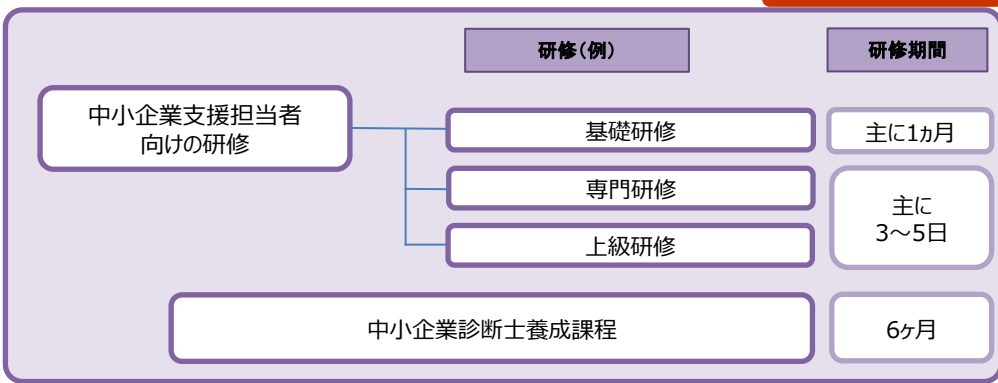 研修(例)
研修期間
中小企業支援担当者
向けの研修
基礎研修
主に1ヵ月
専門研修
上級研修
主に
3～5日
中小企業診断士養成課程
6ヶ月